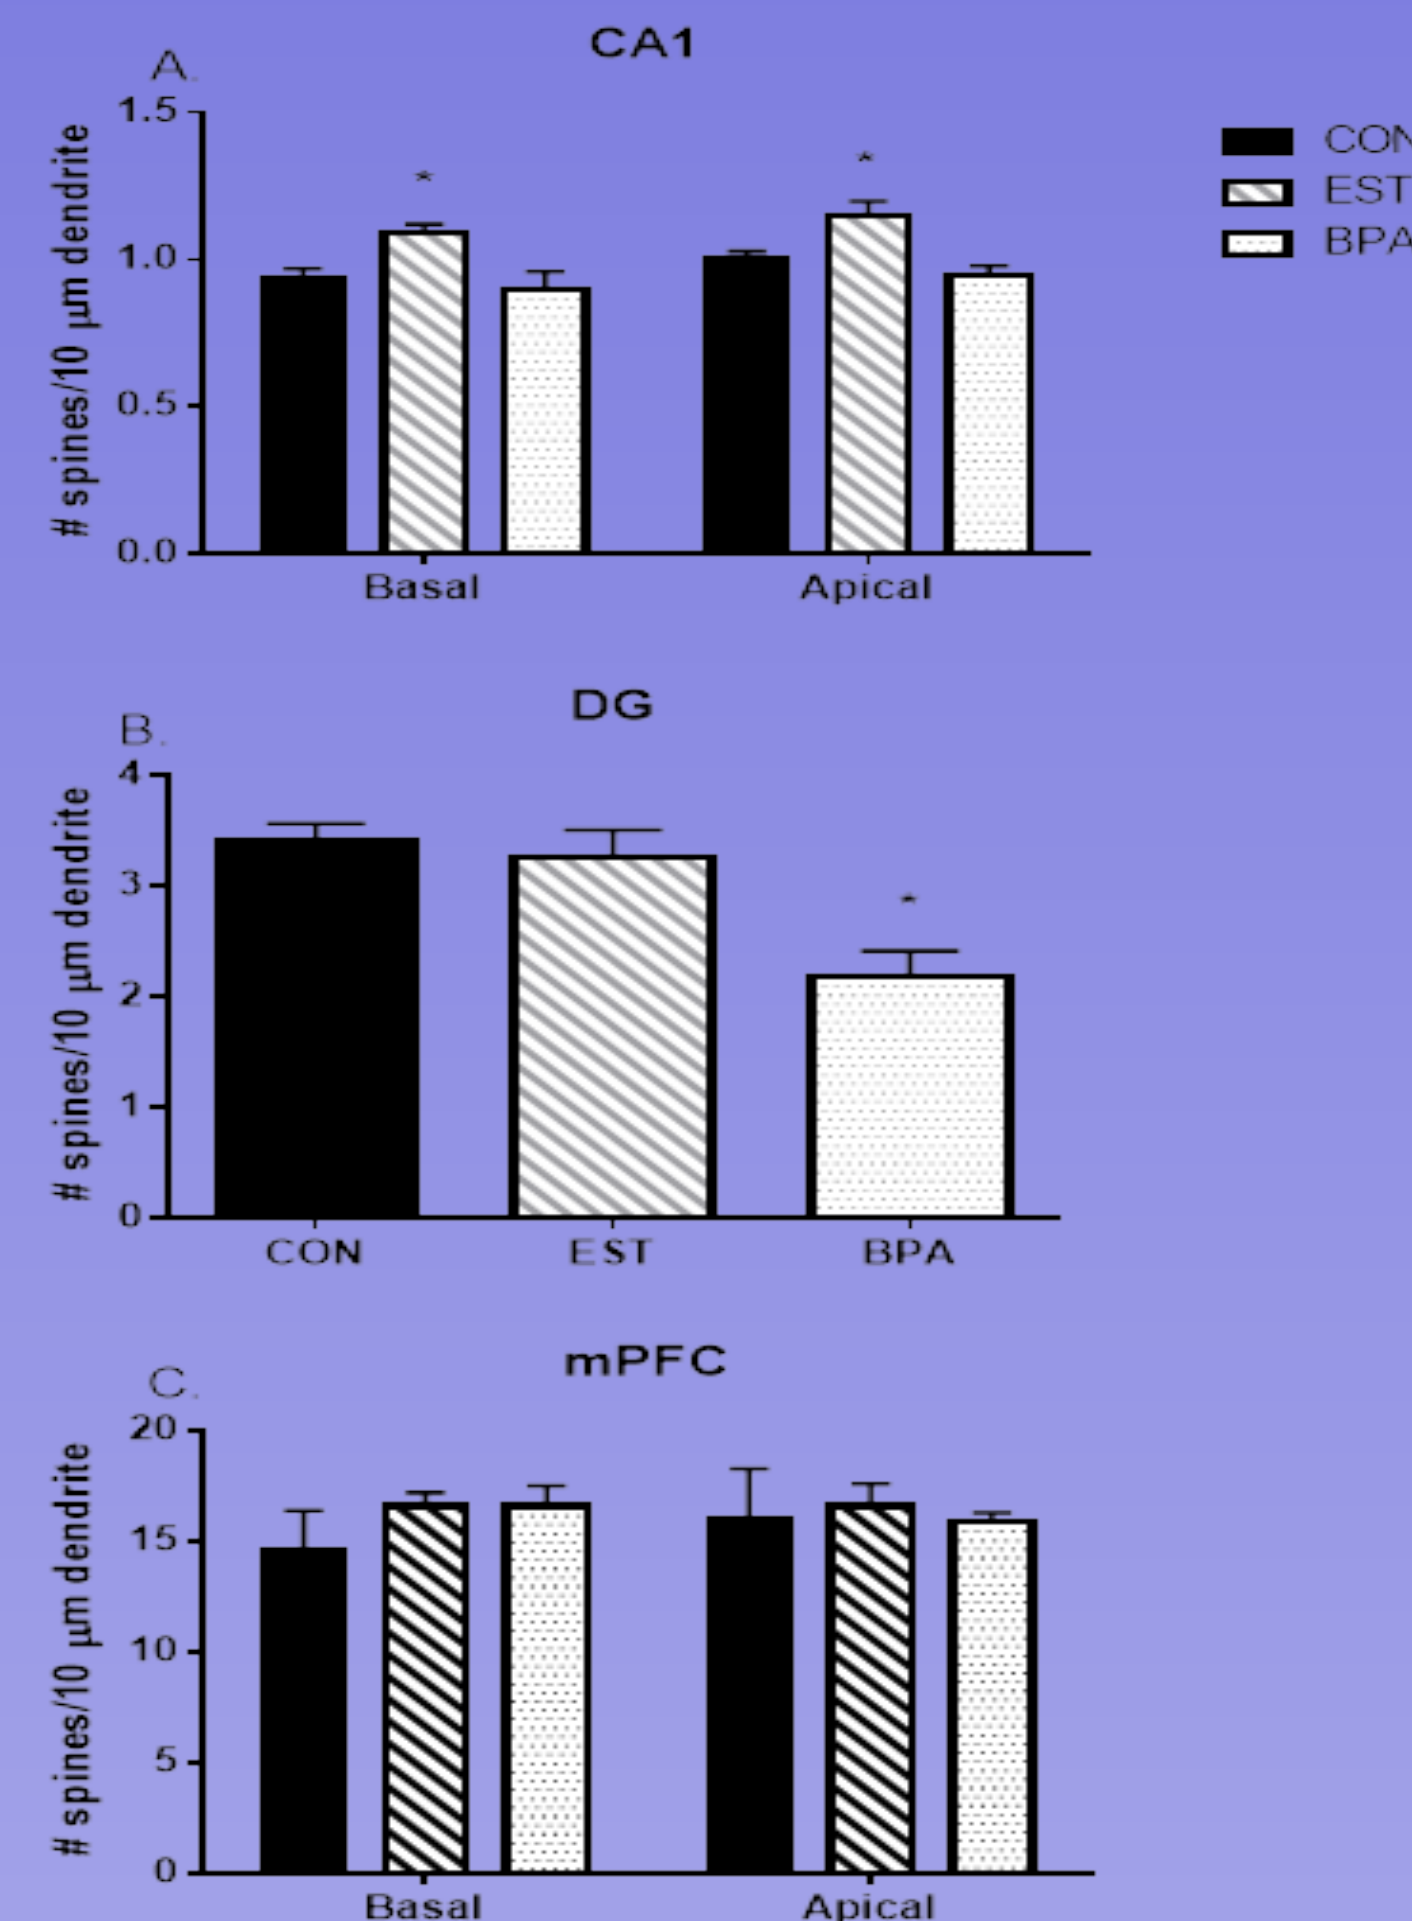 CA1
A.
# spines/10 µm dendrite
1.5
1.0
0.5
0.0
*
*
Basal
Apical
CON
EST
BPA
DG
B.
# spines/10 µm dendrite
4
3
2
1
0
*
CON
EST
BPA
mPFC
C.
# spines/10 µm dendrite
20
15
10
5
0
Basal
Apical